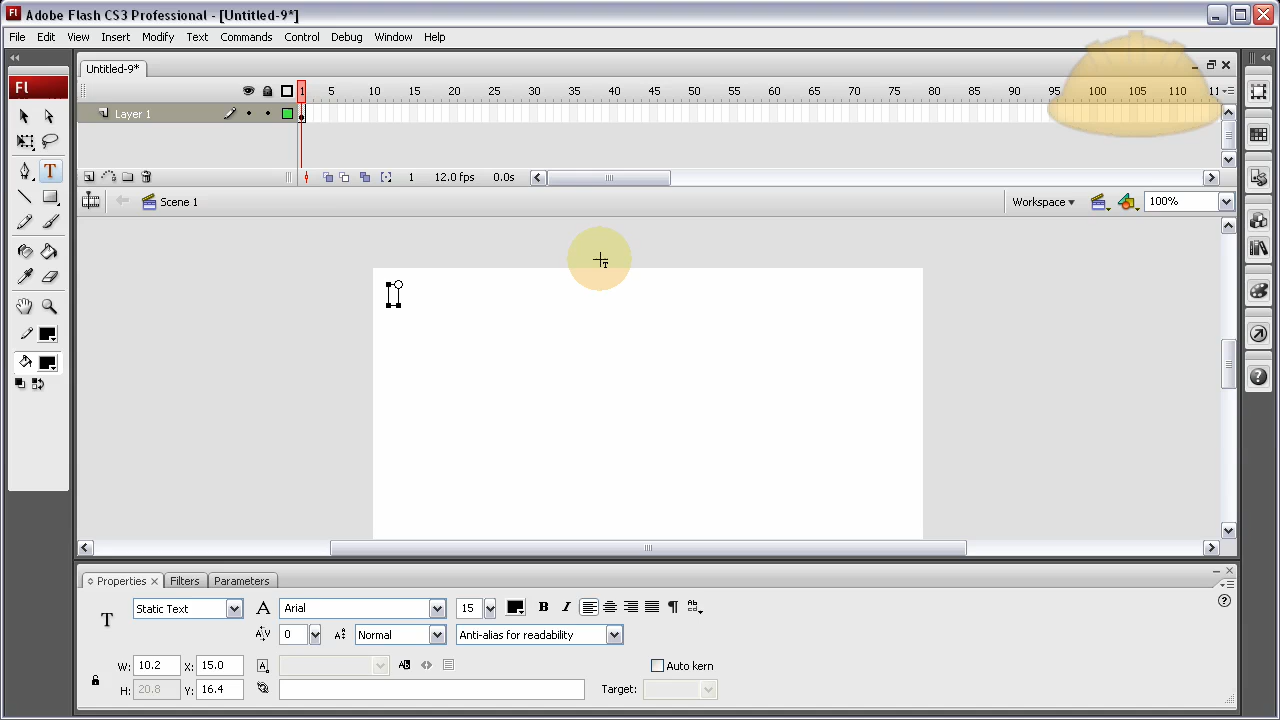 Fl Adobe Flash CS3 Professional - [Untitled-9*]
File Edit View Insert Modify Text Commands Control Debug Window Help
Untitled-9*
Fl
1 5 10 15 20 25 30 35 40 45 50 55 60 65 70 75 80 85 90 95 100 105 110 11
Layer 1
1 12.0 fps 0.0s
Scene 1 Workspace 100%
T
Properties Filters Parameters
T Static Text A Arial 15 B I
0 Normal Anti-alias for readability
W: 10.2 X: 15.0 Auto kern
H: 20.8 Y: 16.4 Target: